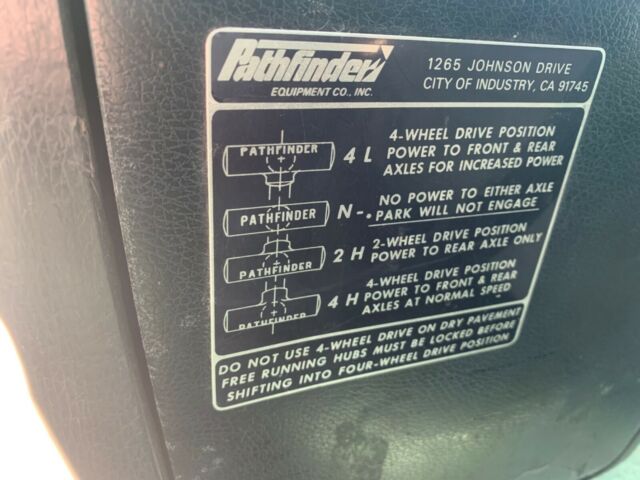 Pathfinder
EQUIPMENT CO., INC.
1265 JOHNSON DRIVE
CITY OF INDUSTRY, CA 91745
PATHFINDER
4 L
4-WHEEL DRIVE POSITION
POWER TO FRONT & REAR
AXLES FOR INCREASED POWER
PATHFINDER
N-.
NO POWER TO EITHER AXLE
PARK WILL NOT ENGAGE
PATHFINDER
2 H
2-WHEEL DRIVE POSITION
POWER TO REAR AXLE ONLY
PATHFINDER
4 H
4-WHEEL DRIVE POSITION
POWER TO FRONT & REAR
AXLES AT NORMAL SPEED
DO NOT USE 4-WHEEL DRIVE ON DRY PAVEMENT
FREE RUNNING HUBS MUST BE LOCKED BEFORE
SHIFTING INTO FOUR-WHEEL DRIVE POSITION